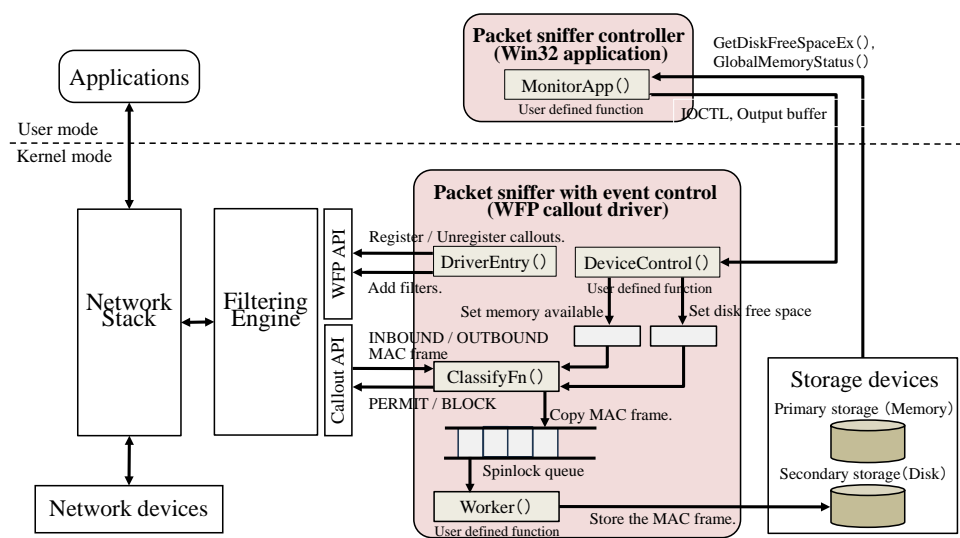 Packet sniffer controller
(Win32 application)
MonitorApp()
User defined function
GetDiskFreeSpaceEx(),
GlobalMemoryStatus()
IOCTL, Output buffer
Applications
User mode
Kernel mode
Packet sniffer with event control
(WFP callout driver)
Network
Stack
Filtering
Engine
WFP API
Callout API
Register / Unregister callouts.
DriverEntry()
Add filters.
DeviceControl()
User defined function
Set memory available
Set disk free space
INBOUND / OUTBOUND
MAC frame
ClassifyFn()
PERMIT / BLOCK
Copy MAC frame.
Spinlock queue
Worker()
User defined function
Store the MAC frame.
Storage devices
Primary storage (Memory)
Secondary storage(Disk)
Network devices